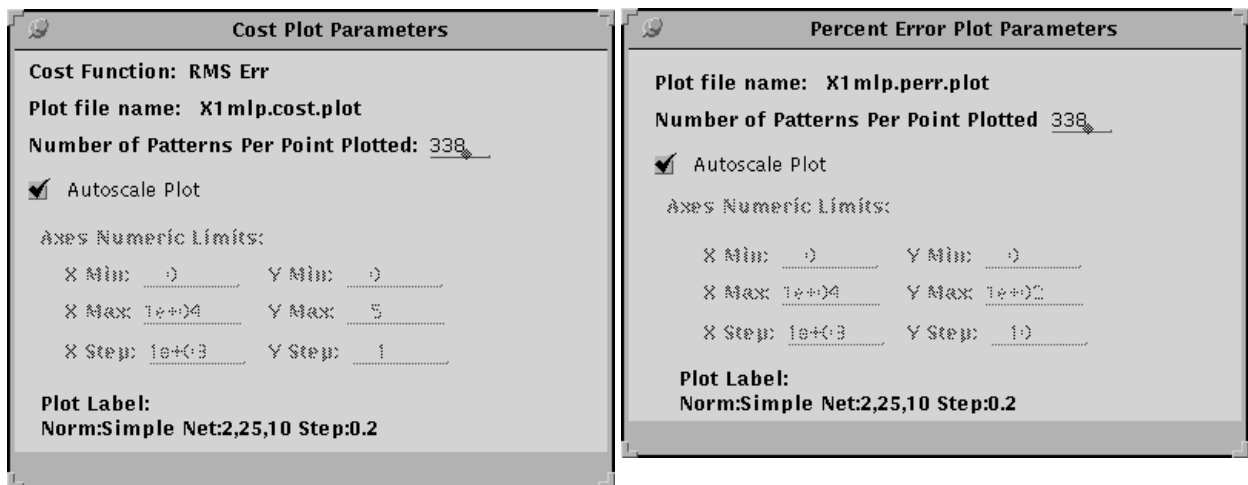 Cost Plot Parameters
Cost Function: RMS Err
Plot file name: X1mlp.cost.plot
Number of Patterns Per Point Plotted: 338
Autoscale Plot
Axes Numeric Limits:
X Min: 0 Y Min: 0
X Max: 1e+04 Y Max: 5
X Step: 1e+03 Y Step: 1
Plot Label:
Norm:Simple Net:2,25,10 Step:0.2
Percent Error Plot Parameters
Plot file name: X1mlp.perr.plot
Number of Patterns Per Point Plotted 338
Autoscale Plot
Axes Numeric Limits:
X Min: 0 Y Min: 0
X Max: 1e+04 Y Max: 1e+02
X Step: 1e+03 Y Step: 10
Plot Label:
Norm:Simple Net:2,25,10 Step:0.2